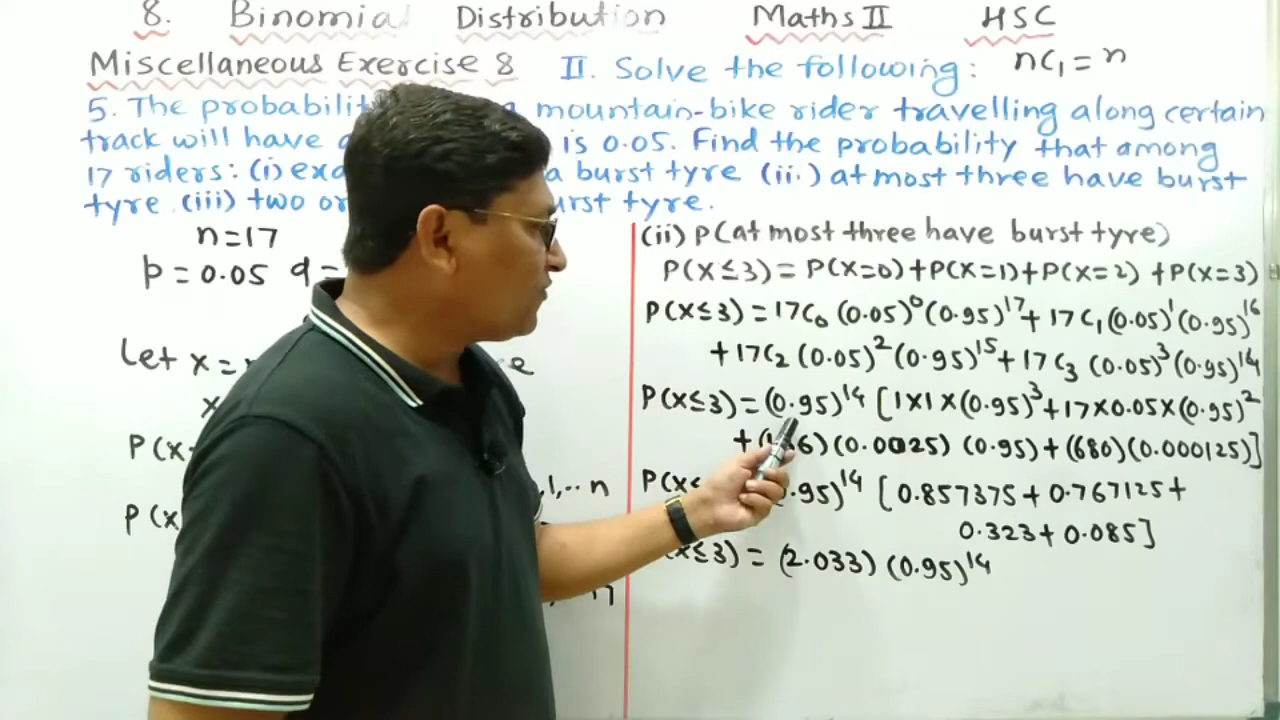 8. Binomial Distribution Maths II HSC
Miscellaneous Exercise 8 II. Solve the following: nC₁ = n
5. The probabilit mountain-bike rider travelling along certain
track will have is 0.05. Find the probability that among
17 riders: (i) a burst tyre (ii) at most three have burst
tyre (iii) two tyre.
n=17
p = 0.05 q =
Let x =
P(x
P(x 1, .. n
17
(ii) P(at most three have burst tyre)
P(X≤3) = P(X=0) + P(X=1) + P(X=2) + P(X=3)
P(X≤3) = 17C₀ (0.05)⁰ (0.95)¹⁷ + 17C₁ (0.05)¹ (0.95)¹⁶
+ 17C₂ (0.05)² (0.95)¹⁵ + 17C₃ (0.05)³ (0.95)¹⁴
P(X≤3) = (0.95)¹⁴ [1×1×(0.95)³ + 17×0.05×(0.95)²
+ (0.0025) (0.95) + (680)(0.000125)]
.95)¹⁴ [0.857375 + 0.767125 +
0.323 + 0.085]
≤3) = (2.033) (0.95)¹⁴